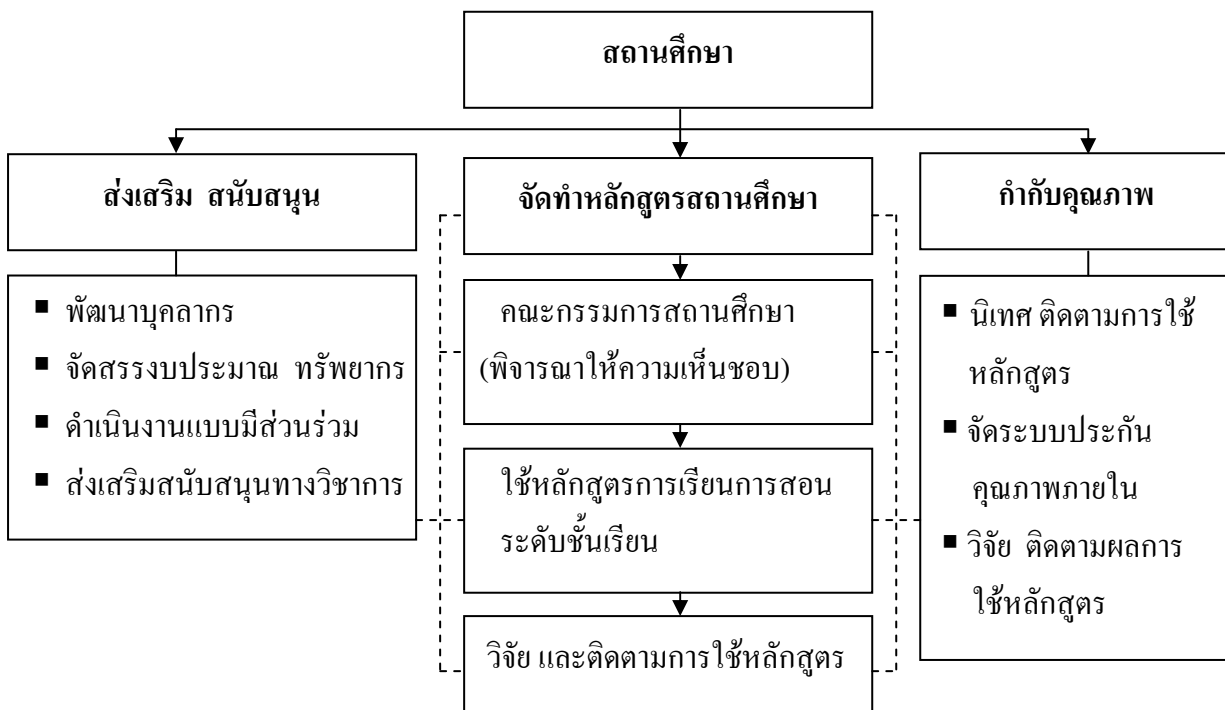 สถานศึกษา
ส่งเสริม สนับสนุน
■ พัฒนาบุคลากร
■ จัดสรรงบประมาณ ทรัพยากร
■ ดำเนินงานแบบมีส่วนร่วม
■ ส่งเสริมสนับสนุนทางวิชาการ
จัดทำหลักสูตรสถานศึกษา
คณะกรรมการสถานศึกษา
(พิจารณาให้ความเห็นชอบ)
ใช้หลักสูตรการเรียนการสอน
ระดับชั้นเรียน
วิจัย และติดตามการใช้หลักสูตร
กำกับคุณภาพ
■ นิเทศ ติดตามการใช้
หลักสูตร
■ จัดระบบประกัน
คุณภาพภายใน
■ วิจัย ติดตามผลการ
ใช้หลักสูตร